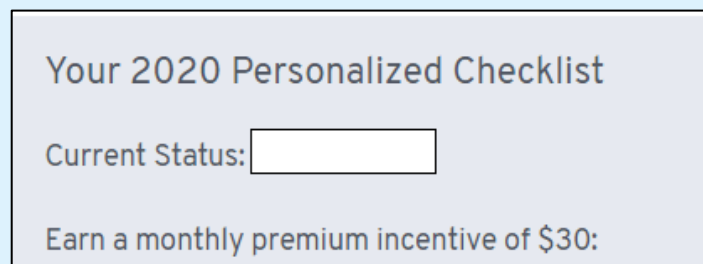 Your 2020 Personalized Checklist
Current Status:
Earn a monthly premium incentive of $30: